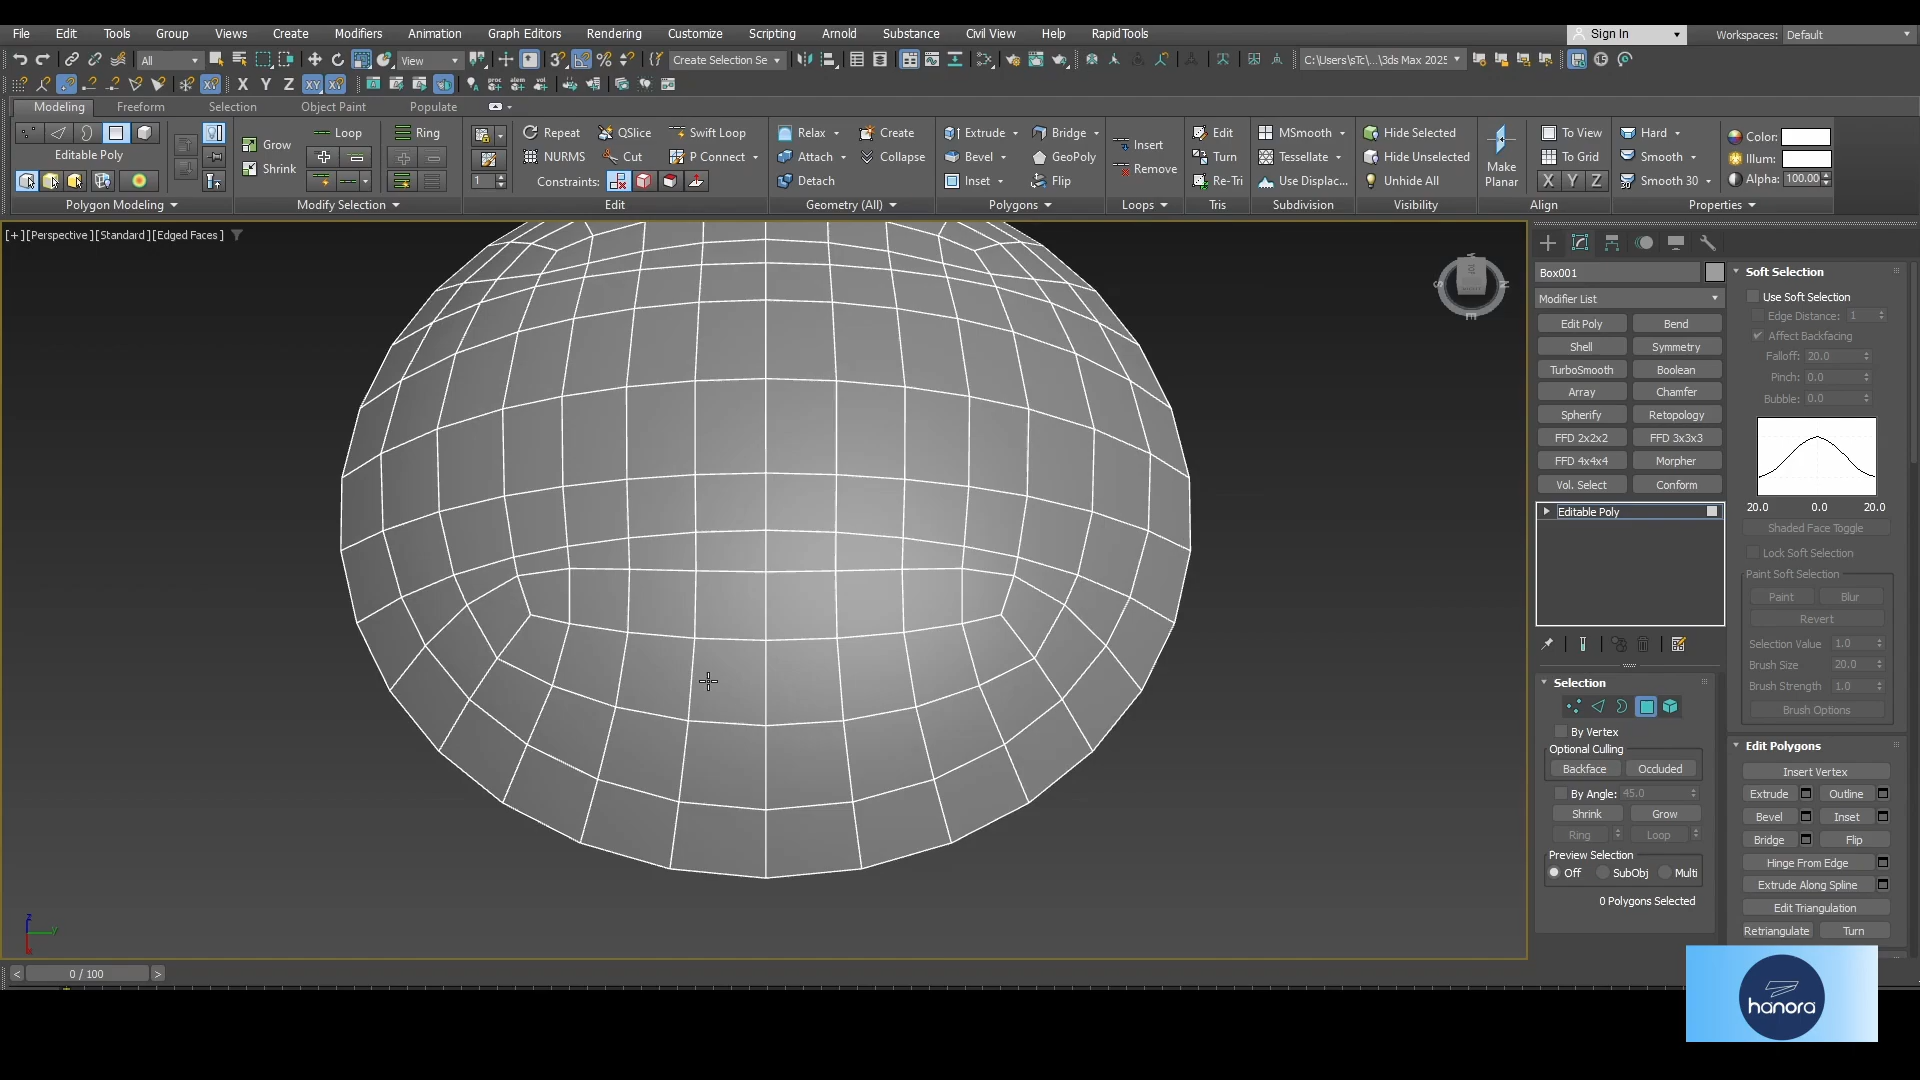 File Edit Tools Group Views Create Modifiers Animation Graph Editors Rendering Customize Scripting Arnold Substance Civil View Help RapidTools Sign In Workspaces: Default
All View Create Selection Se C:\Users\sTc\...\3ds Max 2025
X Y Z XY XY
Modeling Freeform Selection Object Paint Populate
Loop Ring Repeat QSlice Swift Loop Relax Create Extrude Bridge Edit MSmooth Hide Selected To View Hard Color:
Grow Insert
Editable Poly NURMS Cut P Connect Attach Collapse Bevel GeoPoly Turn Tessellate Hide Unselected Make Planar To Grid Smooth Illum:
Shrink Remove
1 Constraints: Detach Inset Flip Re-Tri Use Displac... Unhide All X Y Z Smooth 30 Alpha: 100.00
Polygon Modeling Modify Selection Edit Geometry (All) Polygons Loops Tris Subdivision Visibility Align Properties
[+][Perspective][Standard][Edged Faces]
S N E
Box001
Modifier List
Edit Poly Bend
Shell Symmetry
TurboSmooth Boolean
Array Chamfer
Spherify Retopology
FFD 2x2x2 FFD 3x3x3
FFD 4x4x4 Morpher
Vol. Select Conform
Editable Poly
Selection
By Vertex
Optional Culling
Backface Occluded
By Angle: 45.0
Shrink Grow
Ring Loop
Preview Selection
Off SubObj Multi
0 Polygons Selected
Soft Selection
Use Soft Selection
Edge Distance: 1
Affect Backfacing
Falloff: 20.0
Pinch: 0.0
Bubble: 0.0
20.0 0.0 20.0
Shaded Face Toggle
Lock Soft Selection
Paint Soft Selection
Paint Blur
Revert
Selection Value 1.0
Brush Size 20.0
Brush Strength 1.0
Brush Options
Edit Polygons
Insert Vertex
Extrude Outline
Bevel Inset
Bridge Flip
Hinge From Edge
Extrude Along Spline
Edit Triangulation
Retriangulate Turn
z y x
< 0 / 100 >
hanora